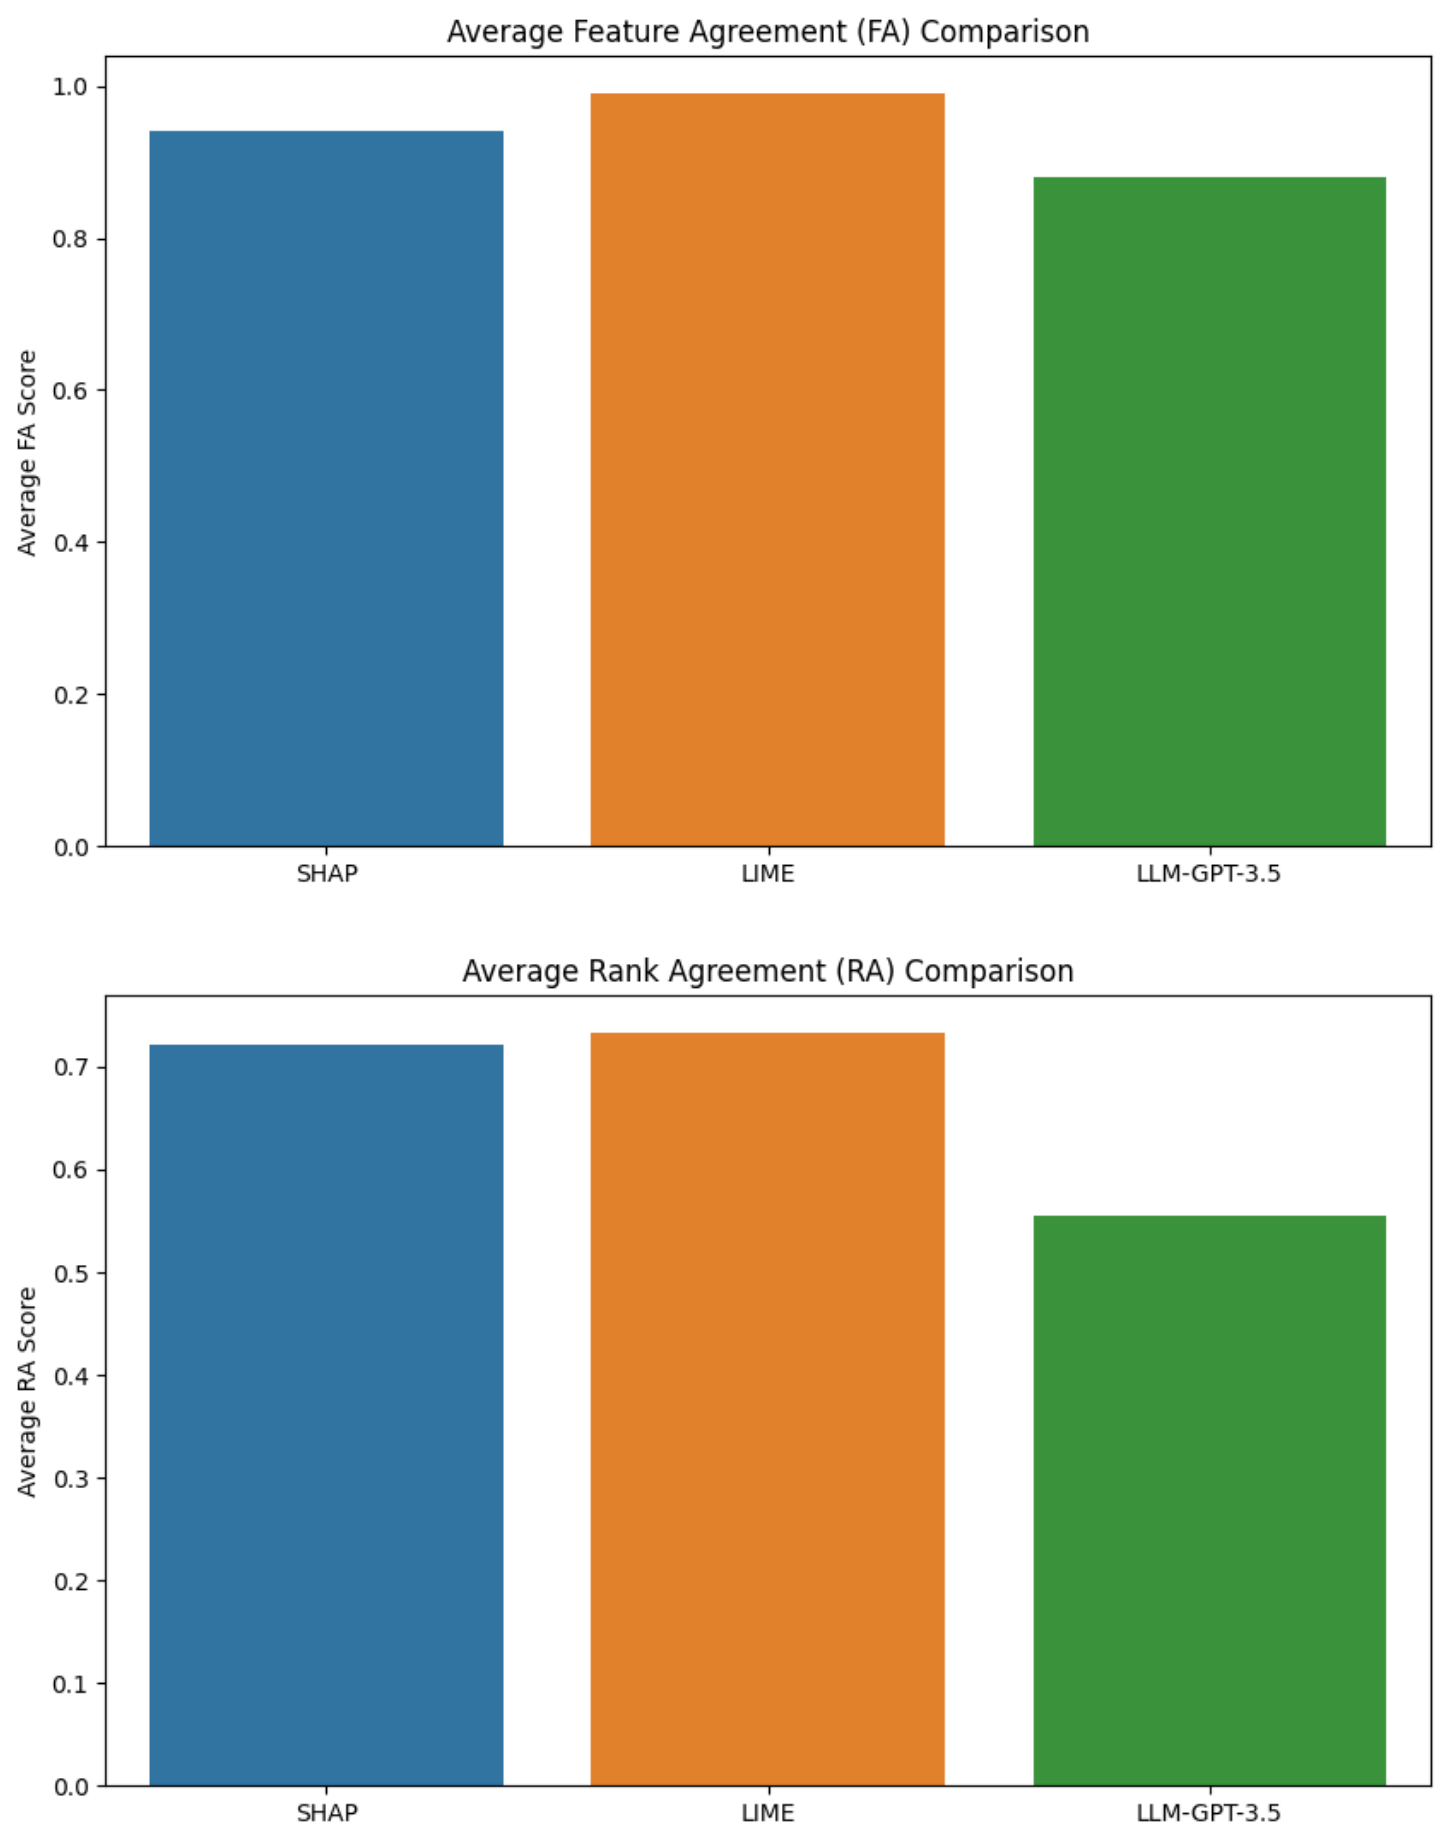 Average Feature Agreement (FA) Comparison
1.0
0.8
0.6
0.4
0.2
0.0
Average FA Score
SHAP LIME LLM-GPT-3.5
Average Rank Agreement (RA) Comparison
0.7
0.6
0.5
0.4
0.3
0.2
0.1
0.0
Average RA Score
SHAP LIME LLM-GPT-3.5